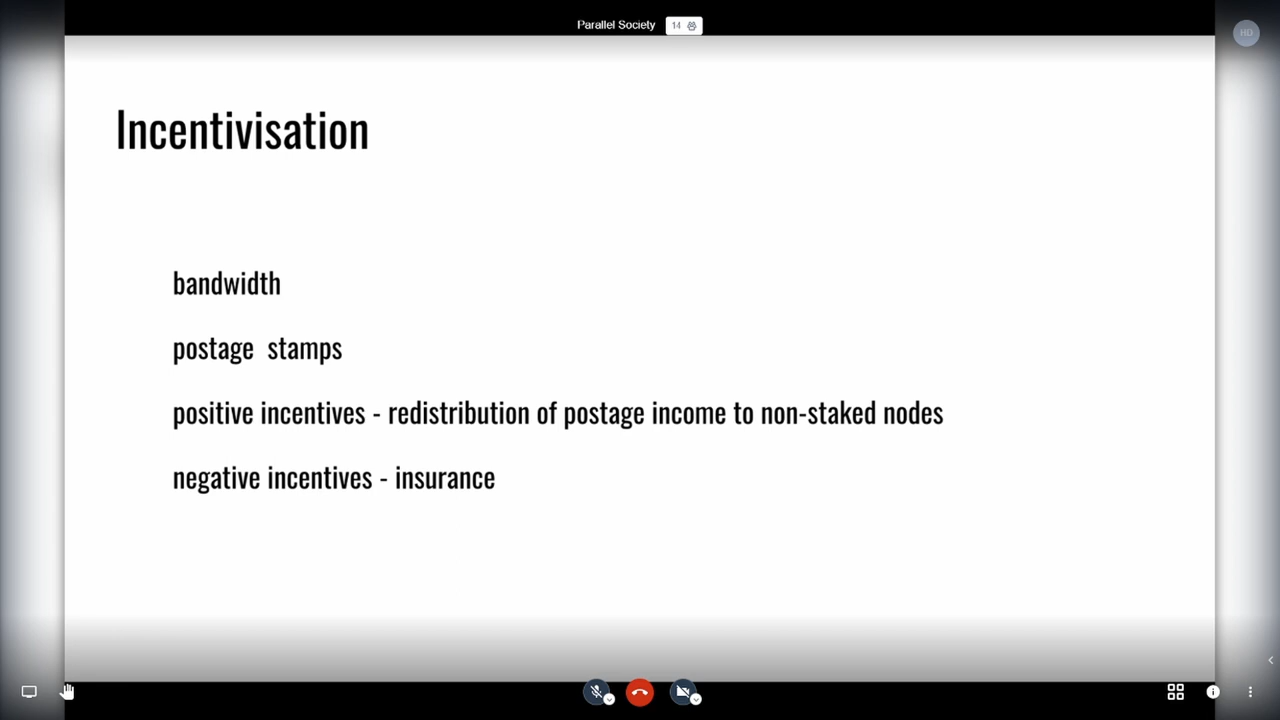 Parallel Society 14
HD
Incentivisation
bandwidth
postage stamps
positive incentives - redistribution of postage income to non-staked nodes
negative incentives - insurance